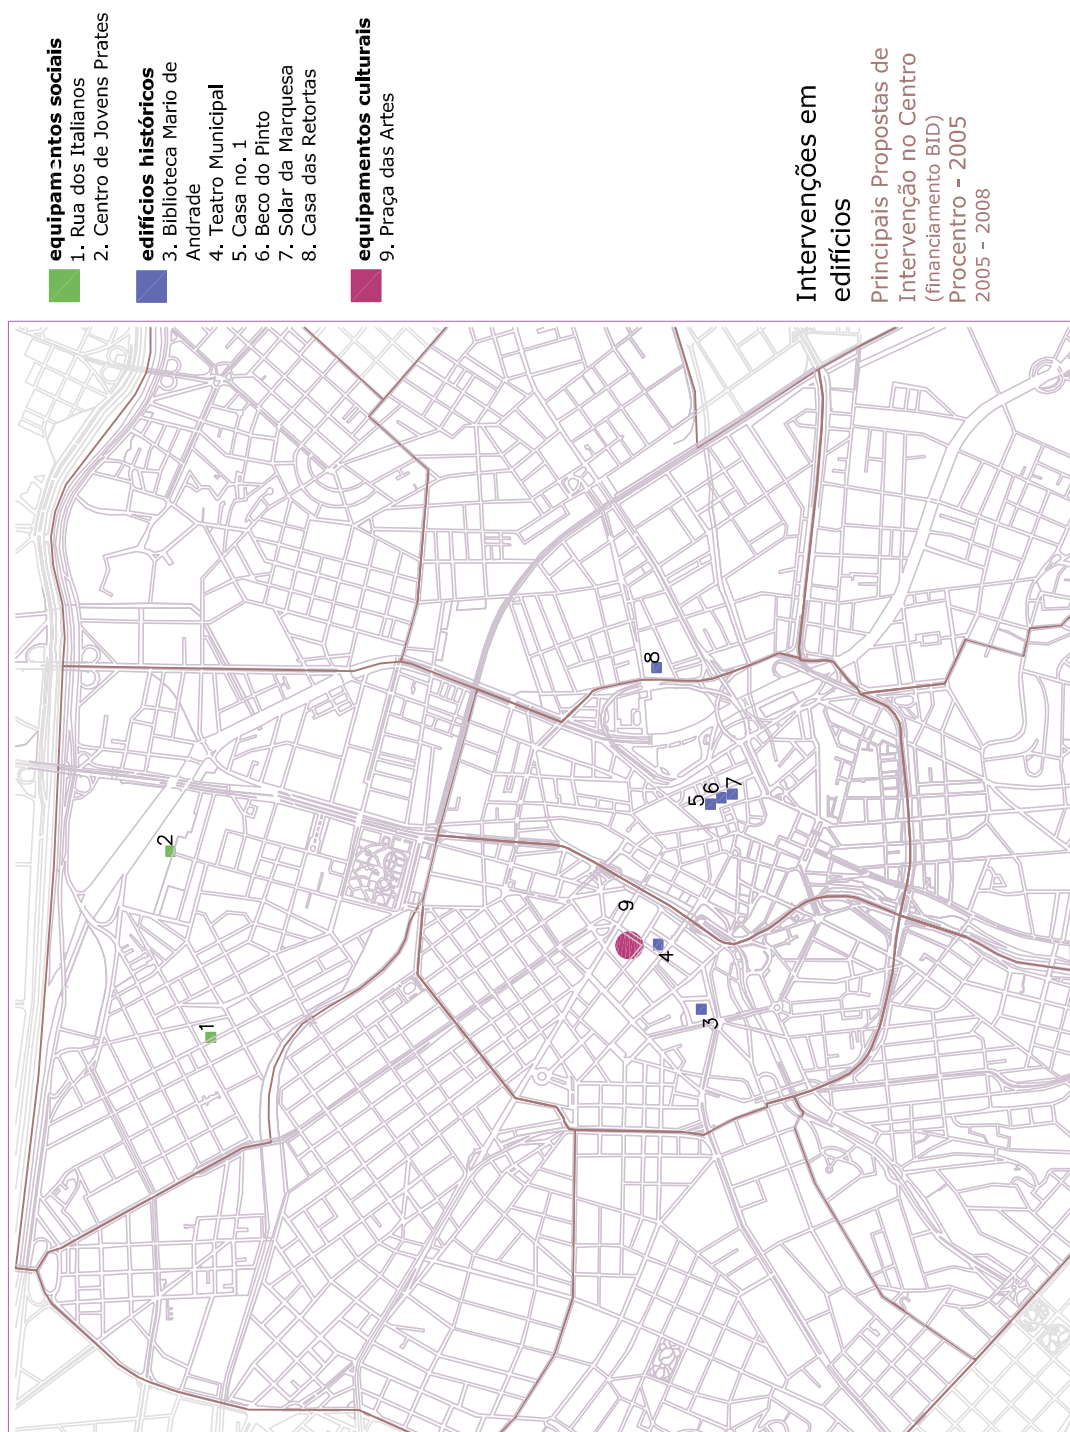 equipamentos sociais
1. Rua dos Italianos
2. Centro de Jovens Prates
edifícios históricos
3. Biblioteca Mario de
Andrade
4. Teatro Municipal
5. Casa no. 1
6. Beco do Pinto
7. Solar da Marquesa
8. Casa das Retortas
equipamentos culturais
9. Praça das Artes
Intervenções em
edifícios
Principais Propostas de
Intervenção no Centro
(financiamento BID)
Procentro - 2005
2005 - 2008
1
2
3
4
9
5
6
7
8